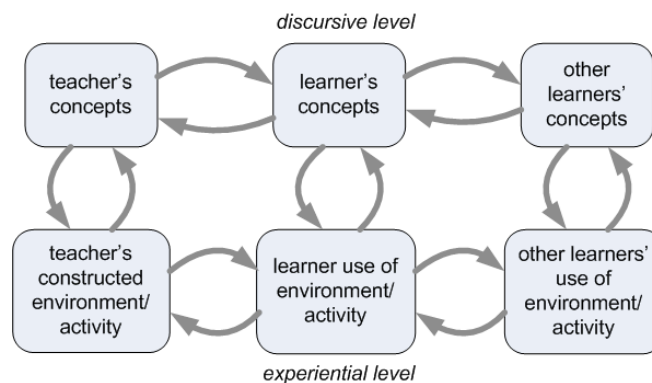 discursive level
teacher's
concepts
learner's
concepts
other
learners'
concepts
teacher's
constructed
environment/
activity
learner use of
environment/
activity
other learners'
use of
environment/
activity
experiential level